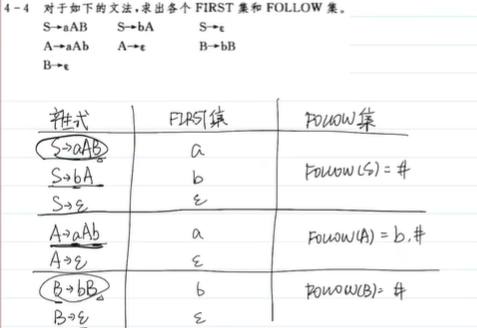 4-4 对于如下的文法,求出各个 FIRST 集和 FOLLOW 集。
S→aAB S→bA S→ε
A→aAb A→ε B→bB
B→ε
产生式 FIRST集 FOLLOW集
S→aAB a
FOLLOW(S)=#
S→bA b
S→ε ε
A→aAb a FOLLOW(A)=b,#
A→ε ε
B→bB b FOLLOW(B)=#
B→ε ε